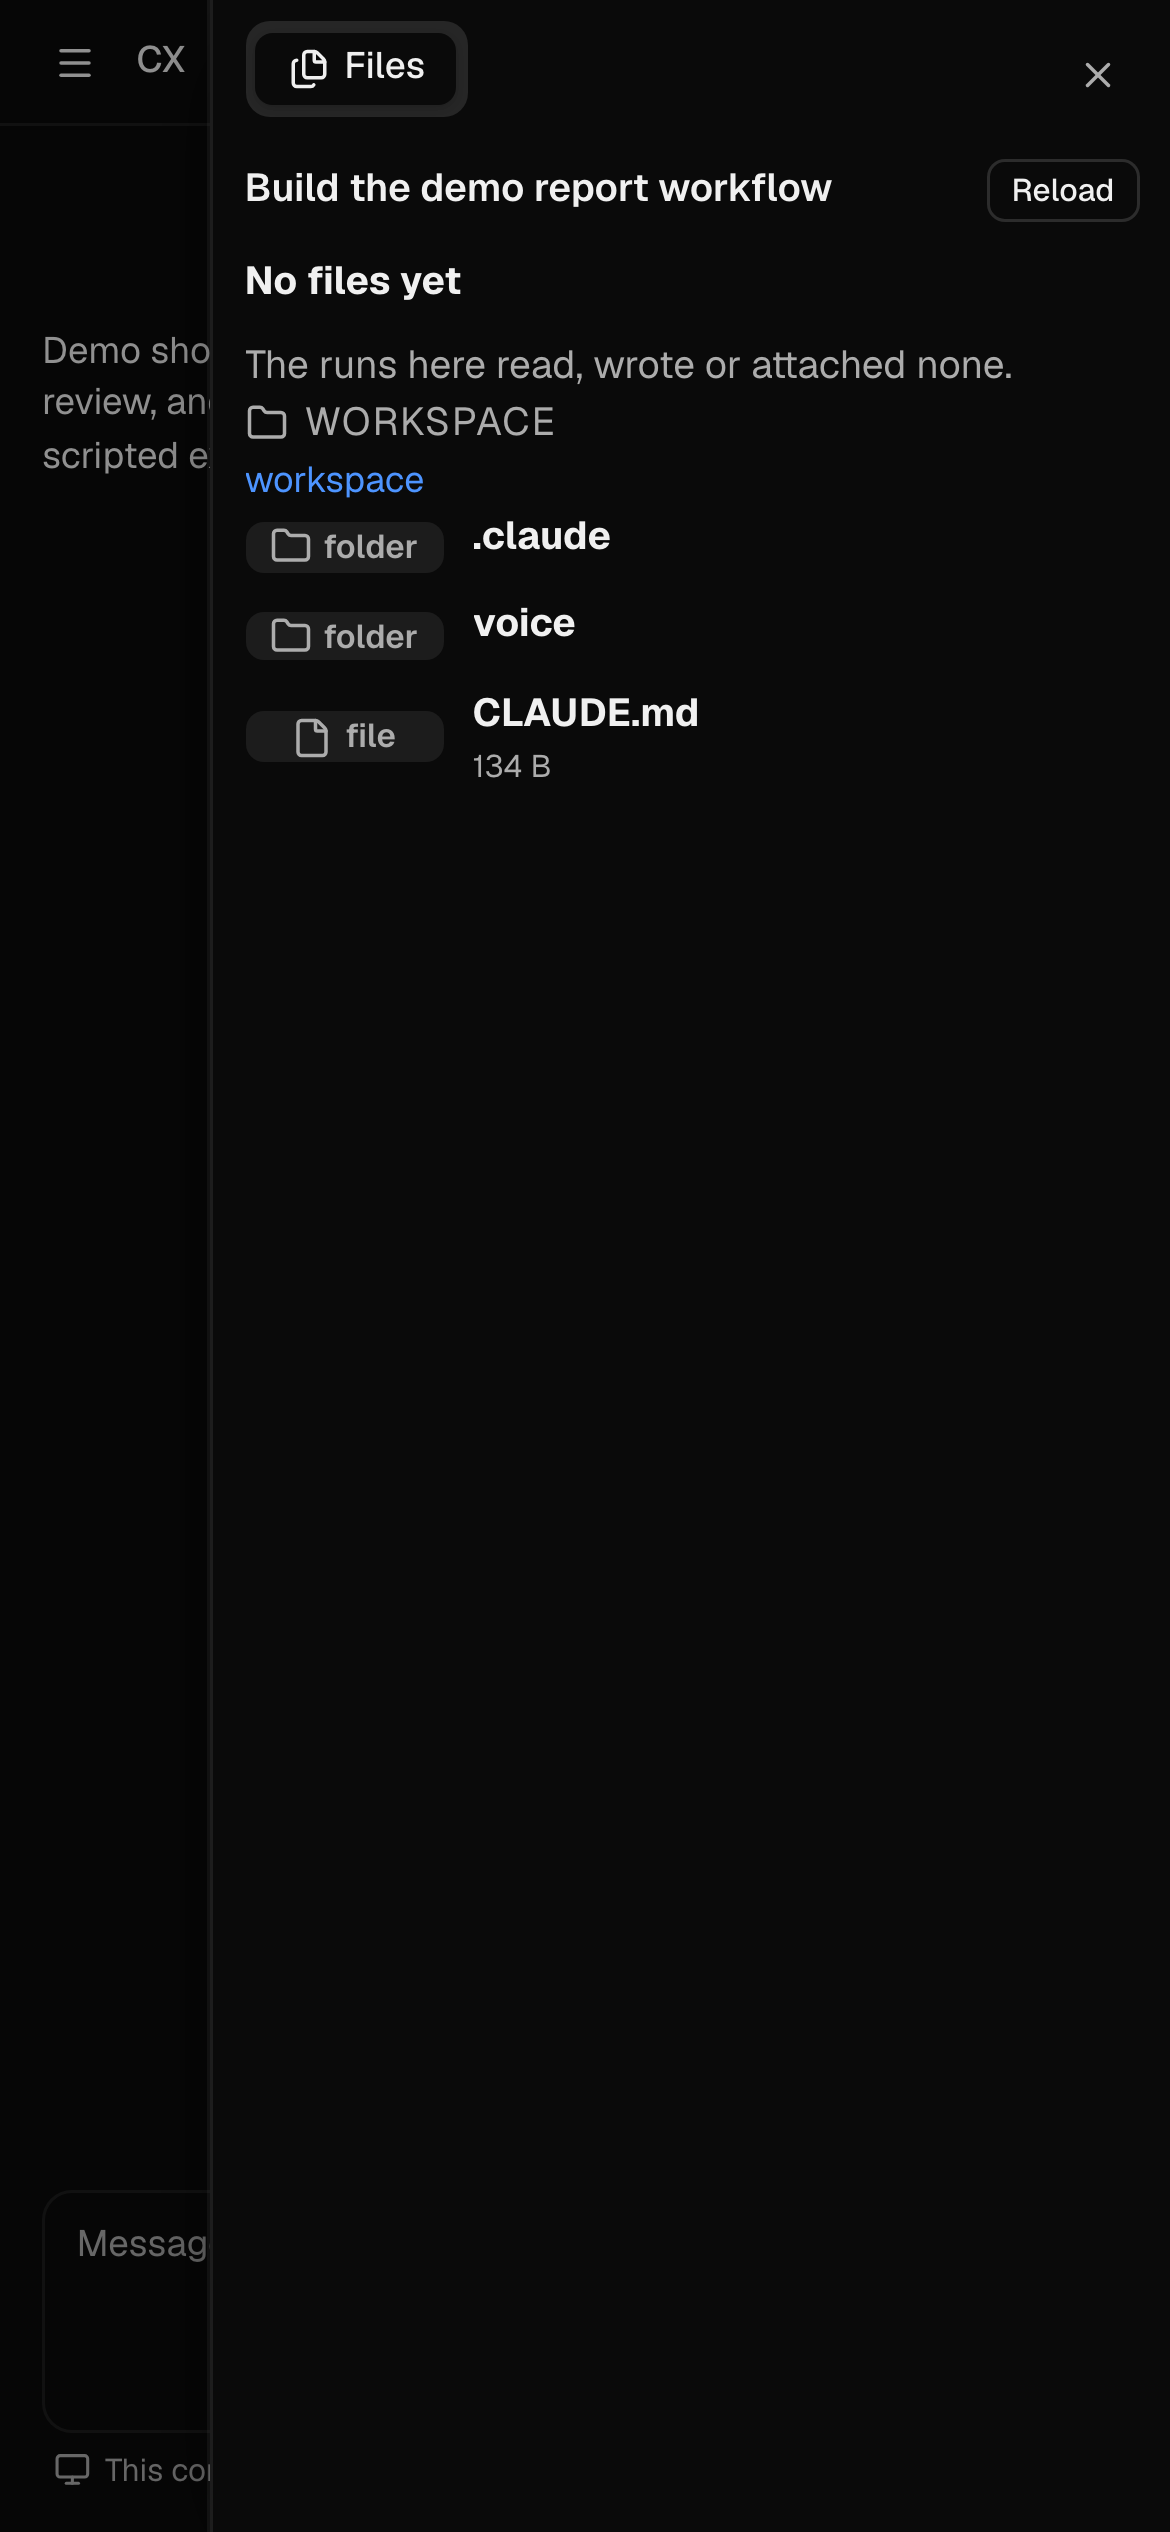 CX
Files
Build the demo report workflow
Reload
No files yet
Demo sho
The runs here read, wrote or attached none.
review, an
WORKSPACE
scripted e
workspace
folder .claude
folder voice
file CLAUDE.md
134 B
Messag
This co